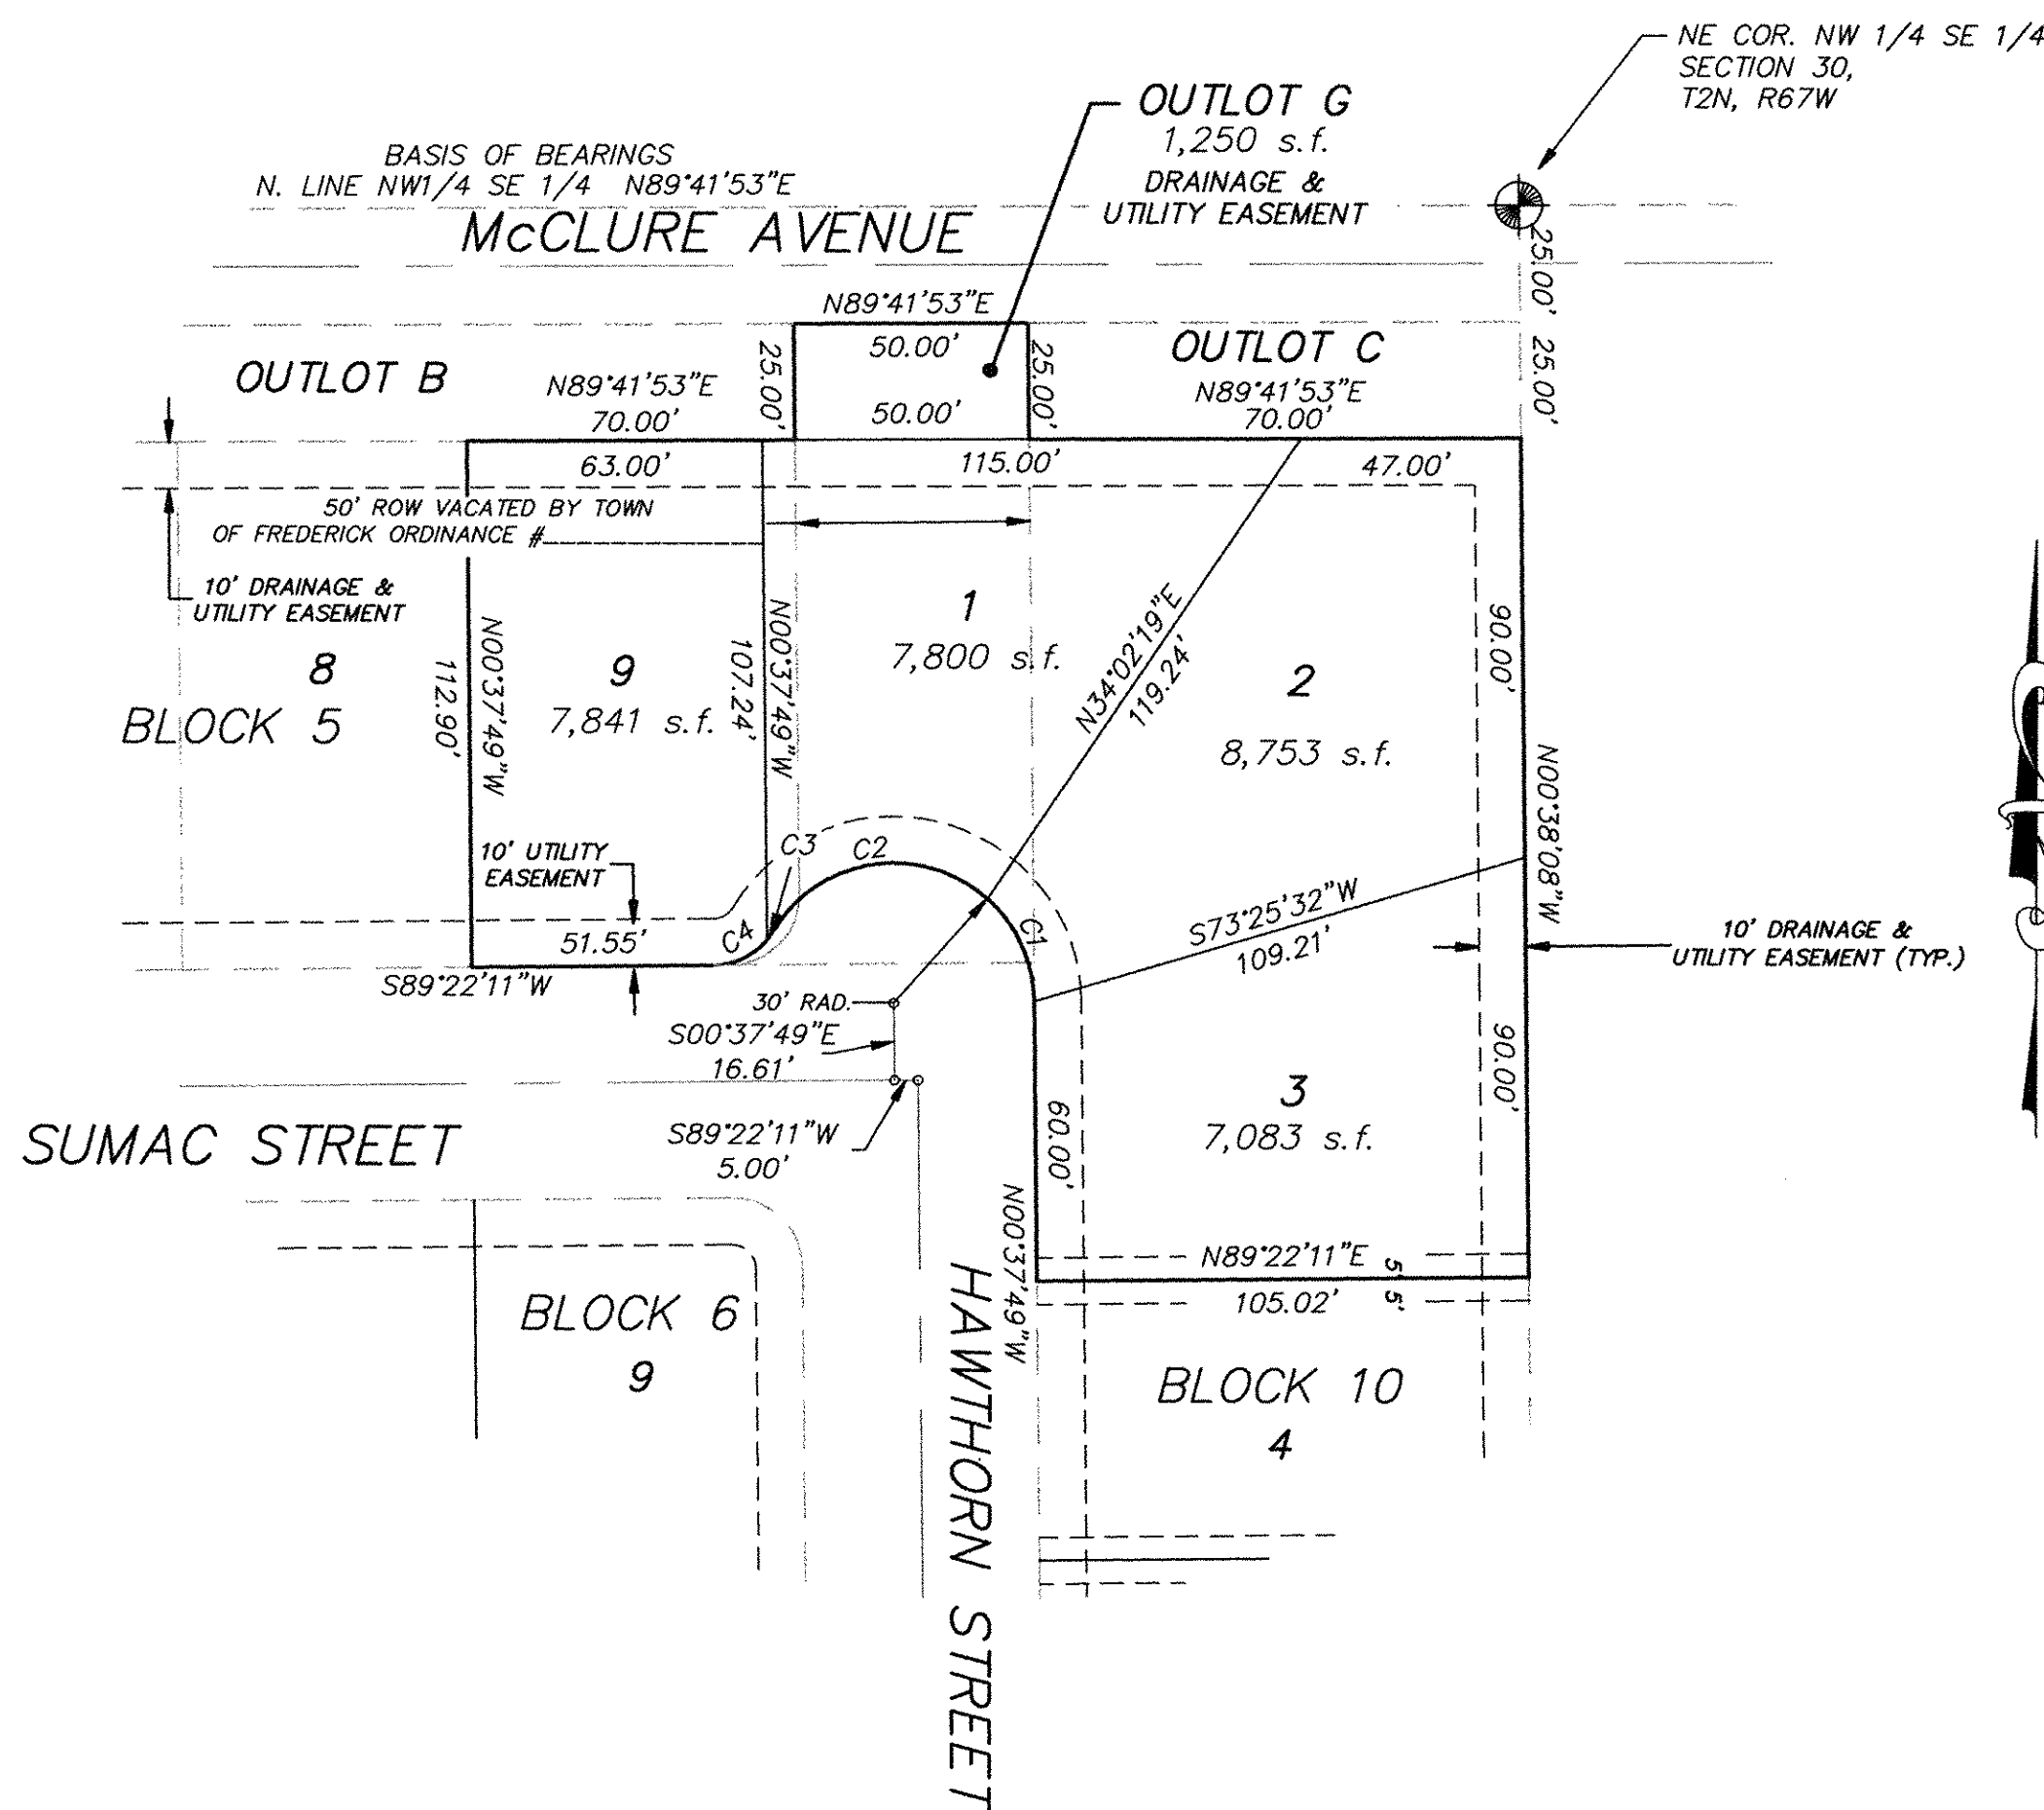 NE COR. NW 1/4 SE 1/4
SECTION 30,
T2N, R67W
OUTLOT G
1,250 s.f.
DRAINAGE &
UTILITY EASEMENT
BASIS OF BEARINGS
N. LINE NW1/4 SE 1/4 N89°41'53"E
McCLURE AVENUE
25.00'
25.00'
N89°41'53"E
50.00'
25.00'
50.00'
25.00'
OUTLOT B
N89°41'53"E
70.00'
OUTLOT C
N89°41'53"E
70.00'
63.00'
115.00'
47.00'
50' ROW VACATED BY TOWN
OF FREDERICK ORDINANCE #
10' DRAINAGE &
UTILITY EASEMENT
8
BLOCK 5
112.90'
N00°37'49"W
9
7,841 s.f.
107.24'
N00°37'49"W
1
7,800 s.f.
N34°02'19"E
119.24'
2
8,753 s.f.
90.00'
N00°38'08"W
10' UTILITY
EASEMENT
C3
C2
C1
C4
51.55'
S89°22'11"W
S73°25'32"W
109.21'
10' DRAINAGE &
UTILITY EASEMENT (TYP.)
30' RAD.
S00°37'49"E
16.61'
S89°22'11"W
5.00'
SUMAC STREET
60.00'
N00°37'49"W
3
7,083 s.f.
90.00'
N89°22'11"E
5'
5'
105.02'
BLOCK 6
9
HAWTHORN STREET
BLOCK 10
4